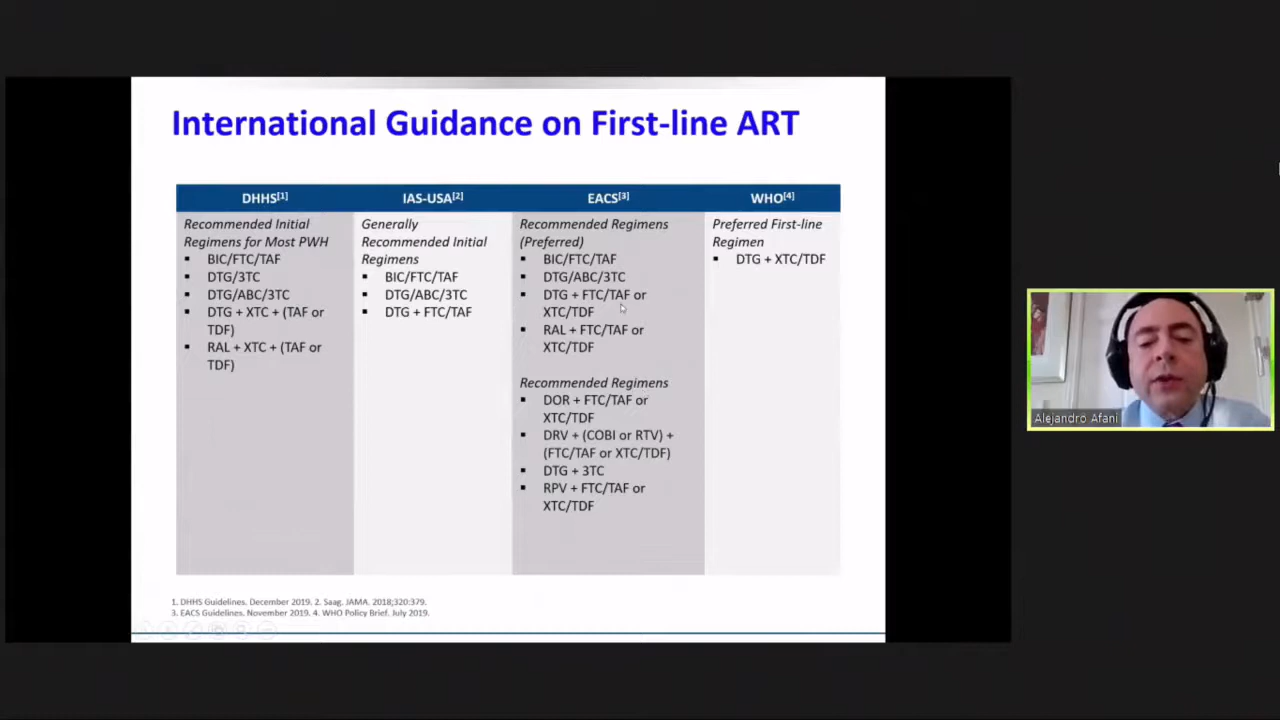 International Guidance on First-line ART
DHHS[1]
Recommended Initial
Regimens for Most PWH
▪ BIC/FTC/TAF
▪ DTG/3TC
▪ DTG/ABC/3TC
▪ DTG + XTC + (TAF or
TDF)
▪ RAL + XTC + (TAF or
TDF)
IAS-USA[2]
Generally
Recommended Initial
Regimens
▪ BIC/FTC/TAF
▪ DTG/ABC/3TC
▪ DTG + FTC/TAF
EACS[3]
Recommended Regimens
(Preferred)
▪ BIC/FTC/TAF
▪ DTG/ABC/3TC
▪ DTG + FTC/TAF or
XTC/TDF
▪ RAL + FTC/TAF or
XTC/TDF
Recommended Regimens
▪ DOR + FTC/TAF or
XTC/TDF
▪ DRV + (COBI or RTV) +
(FTC/TAF or XTC/TDF)
▪ DTG + 3TC
▪ RPV + FTC/TAF or
XTC/TDF
WHO[4]
Preferred First-line
Regimen
▪ DTG + XTC/TDF
1. DHHS Guidelines. December 2019. 2. Saag. JAMA. 2018;320:379.
3. EACS Guidelines. November 2019. 4. WHO Policy Brief. July 2019.
Alejandro Afani